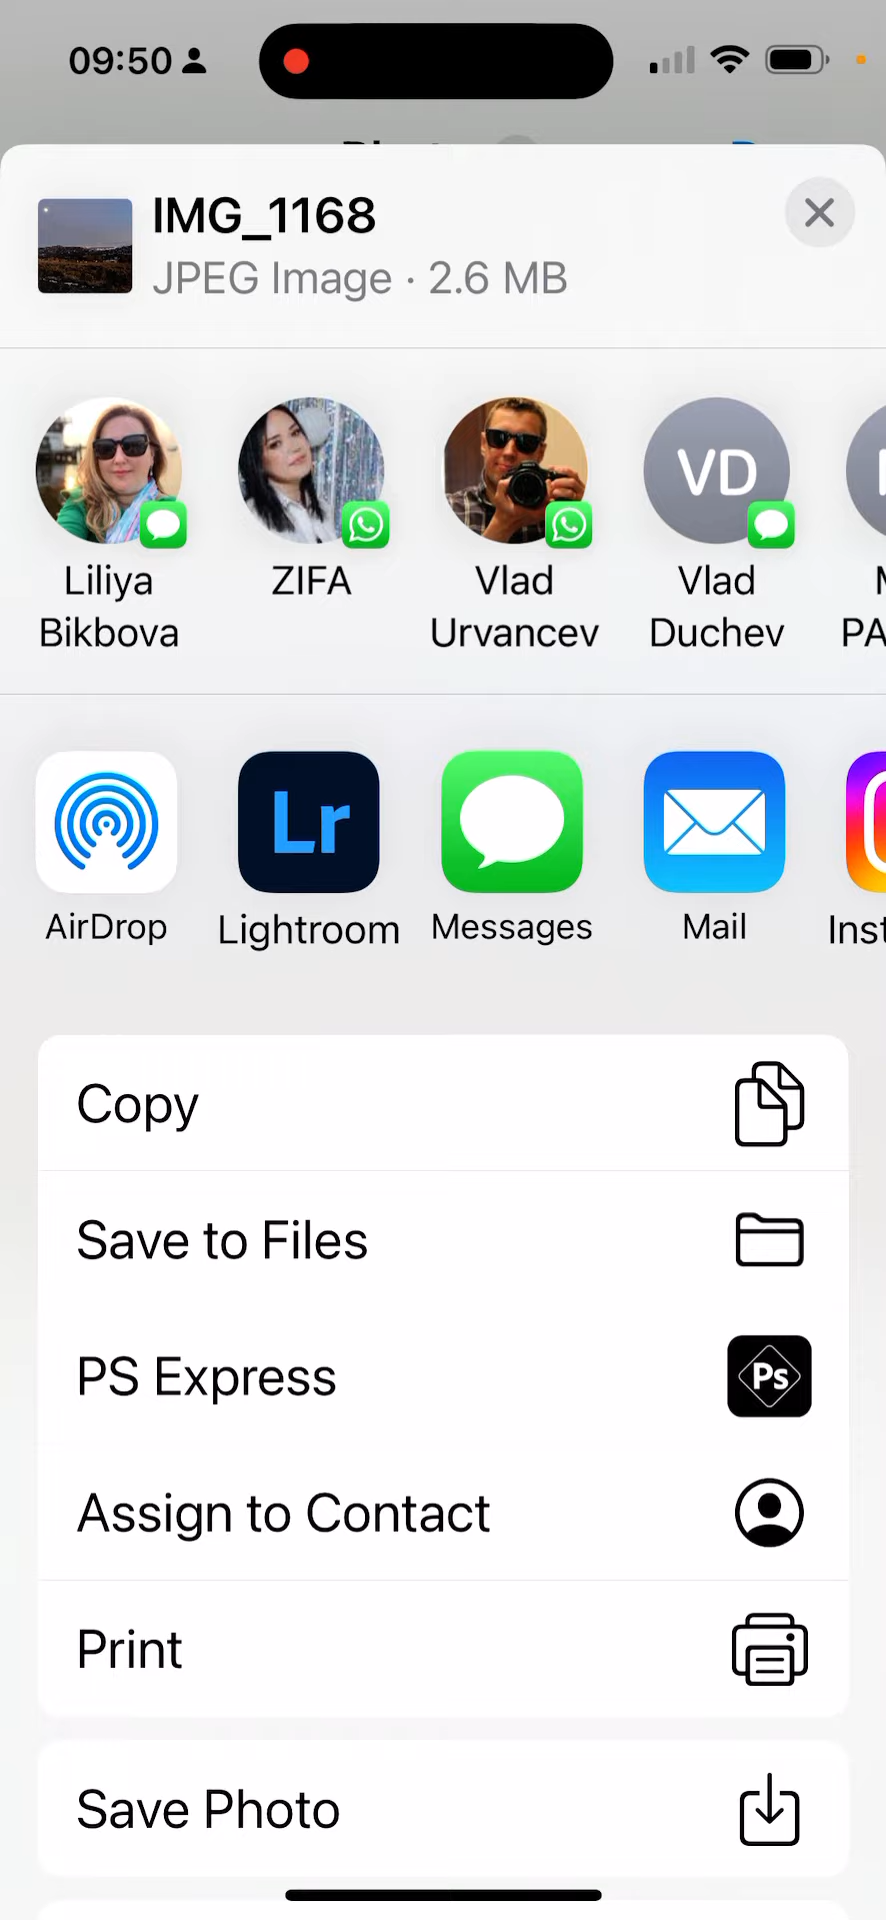 09:50
IMG_1168
JPEG Image · 2.6 MB
Liliya
Bikbova
ZIFA
Vlad
Urvancev
VD
Vlad
Duchev
PA
AirDrop
Lr
Lightroom
Messages
Mail
Inst
Copy
Save to Files
PS Express
Ps
Assign to Contact
Print
Save Photo